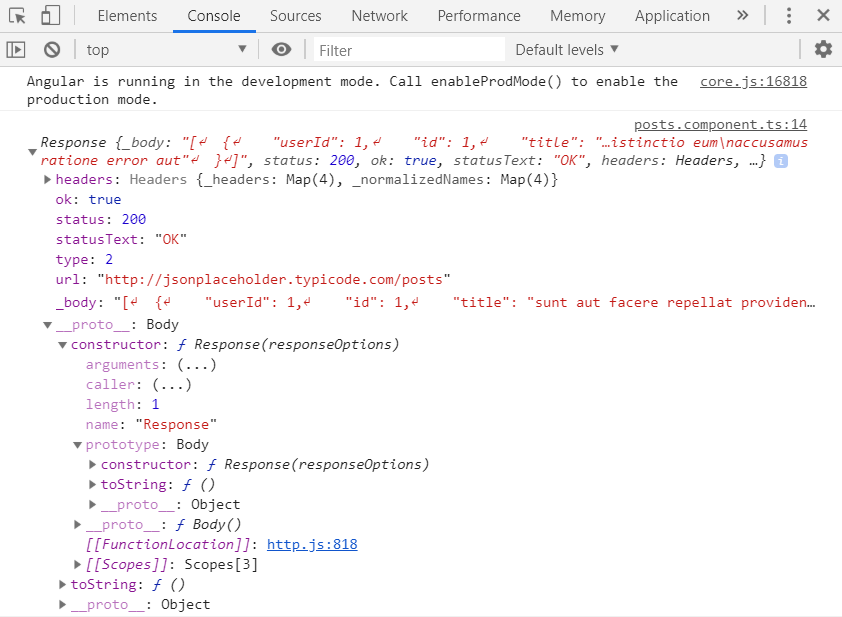 Elements Console Sources Network Performance Memory Application »
top Filter Default levels
Angular is running in the development mode. Call enableProdMode() to enable the core.js:16818
production mode.
posts.component.ts:14
Response {_body: "[↵  {↵    "userId": 1,↵    "id": 1,↵    "title": "…istinctio eum\naccusamus
ratione error aut"↵  }↵]", status: 200, ok: true, statusText: "OK", headers: Headers, …} i
headers: Headers {_headers: Map(4), _normalizedNames: Map(4)}
ok: true
status: 200
statusText: "OK"
type: 2
url: "http://jsonplaceholder.typicode.com/posts"
_body: "[↵  {↵    "userId": 1,↵    "id": 1,↵    "title": "sunt aut facere repellat providen…
__proto__: Body
constructor: ƒ Response(responseOptions)
arguments: (...)
caller: (...)
length: 1
name: "Response"
prototype: Body
constructor: ƒ Response(responseOptions)
toString: ƒ ()
__proto__: Object
__proto__: ƒ Body()
[[FunctionLocation]]: http.js:818
[[Scopes]]: Scopes[3]
toString: ƒ ()
__proto__: Object